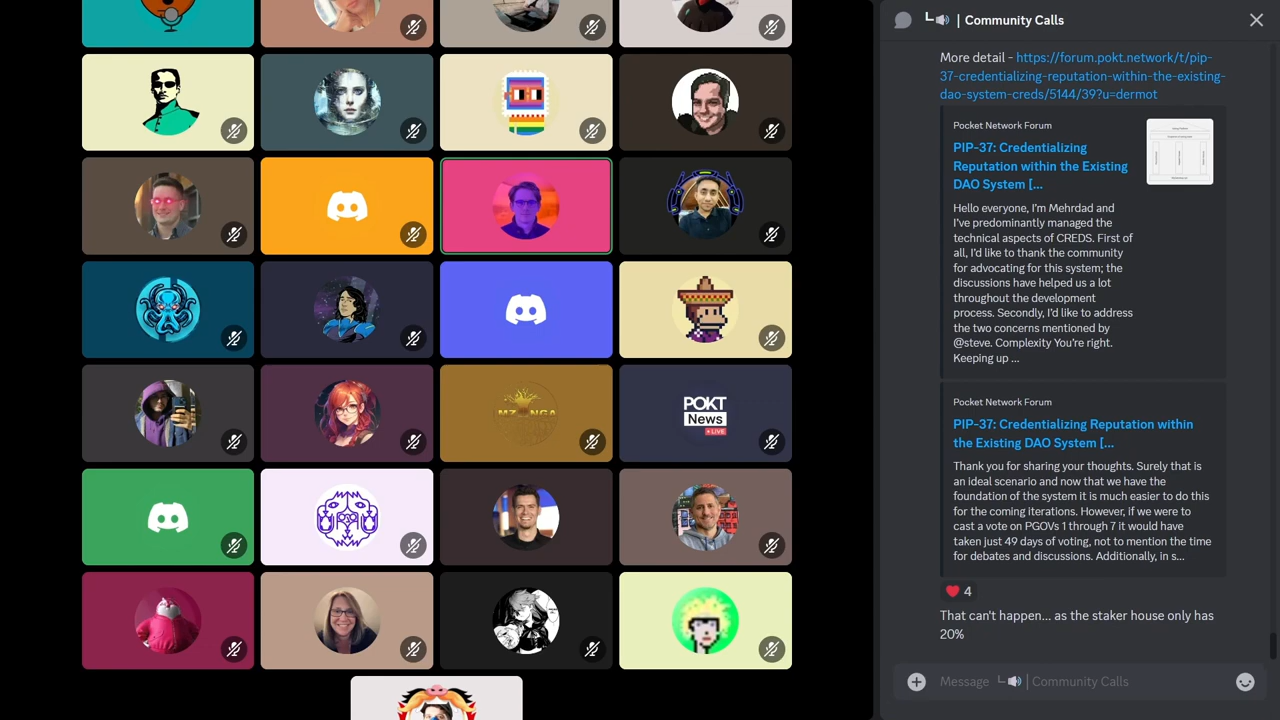 ┗🔊 | Community Calls
More detail - https://forum.pokt.network/t/pip-
37-credentializing-reputation-within-the-existing-
dao-system-creds/5144/39?u=dermot
Pocket Network Forum
PIP-37: Credentializing
Reputation within the Existing
DAO System [...
Hello everyone, I'm Mehrdad and
I've predominantly managed the
technical aspects of CREDS. First of
all, I'd like to thank the community
for advocating for this system; the
discussions have helped us a lot
throughout the development
process. Secondly, I'd like to address
the two concerns mentioned by
@steve. Complexity You're right.
Keeping up ...
Pocket Network Forum
PIP-37: Credentializing Reputation within
the Existing DAO System [...
Thank you for sharing your thoughts. Surely that is
an ideal scenario and now that we have the
foundation of the system it is much easier to do this
for the coming iterations. However, if we were to
cast a vote on PGOVs 1 through 7 it would have
taken just 49 days of voting, not to mention the time
for debates and discussions. Additionally, in s...
❤️ 4
That can't happen... as the staker house only has
20%
Message ┗🔊 | Community Calls
MZ NGA
POKT
News
LIVE